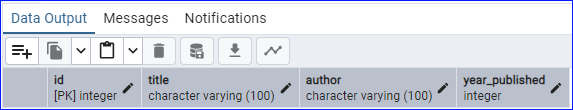 Data Output Messages Notifications
id title author year_published
[PK] integer character varying (100) character varying (100) integer